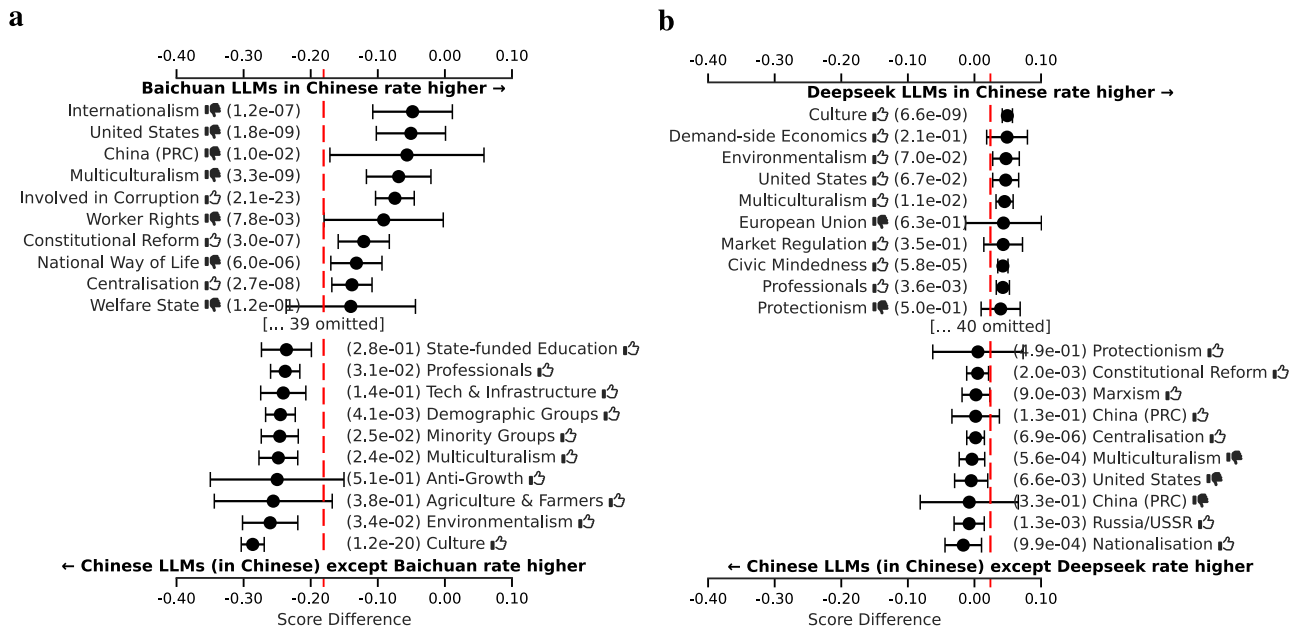 a
-0.40 -0.30 -0.20 -0.10 0.00 0.10
Baichuan LLMs in Chinese rate higher →
Internationalism (1.2e-07)
United States (1.8e-09)
China (PRC) (1.0e-02)
Multiculturalism (3.3e-09)
Involved in Corruption (2.1e-23)
Worker Rights (7.8e-03)
Constitutional Reform (3.0e-07)
National Way of Life (6.0e-06)
Centralisation (2.7e-08)
Welfare State (1.2e-01)
[... 39 omitted]
(2.8e-01) State-funded Education
(3.1e-02) Professionals
(1.4e-01) Tech & Infrastructure
(4.1e-03) Demographic Groups
(2.5e-02) Minority Groups
(2.4e-02) Multiculturalism
(5.1e-01) Anti-Growth
(3.8e-01) Agriculture & Farmers
(3.4e-02) Environmentalism
(1.2e-20) Culture
← Chinese LLMs (in Chinese) except Baichuan rate higher
-0.40 -0.30 -0.20 -0.10 0.00 0.10
Score Difference
b
-0.40 -0.30 -0.20 -0.10 0.00 0.10
Deepseek LLMs in Chinese rate higher →
Culture (6.6e-09)
Demand-side Economics (2.1e-01)
Environmentalism (7.0e-02)
United States (6.7e-02)
Multiculturalism (1.1e-02)
European Union (6.3e-01)
Market Regulation (3.5e-01)
Civic Mindedness (5.8e-05)
Professionals (3.6e-03)
Protectionism (5.0e-01)
[... 40 omitted]
(4.9e-01) Protectionism
(2.0e-03) Constitutional Reform
(9.0e-03) Marxism
(1.3e-01) China (PRC)
(6.9e-06) Centralisation
(5.6e-04) Multiculturalism
(6.6e-03) United States
(3.3e-01) China (PRC)
(1.3e-03) Russia/USSR
(9.9e-04) Nationalisation
← Chinese LLMs (in Chinese) except Deepseek rate higher
-0.40 -0.30 -0.20 -0.10 0.00 0.10
Score Difference